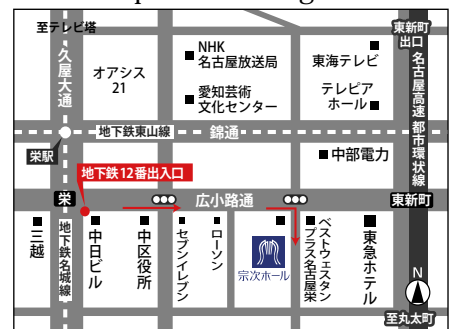 至テレビ塔
久屋大通
オアシス
21
NHK
名古屋放送局
愛知芸術
文化センター
東海テレビ
テレピア
ホール
東新町
出口
名古屋高速 都市環状線
地下鉄東山線
錦通
栄駅
地下鉄12番出入口
中部電力
栄
広小路通
東新町
三越
地下鉄名城線
中日ビル
中区役所
セブンイレブン
ローソン
宗次ホール
ベストウェスタン
プラス名古屋栄
東急ホテル
N
至丸太町